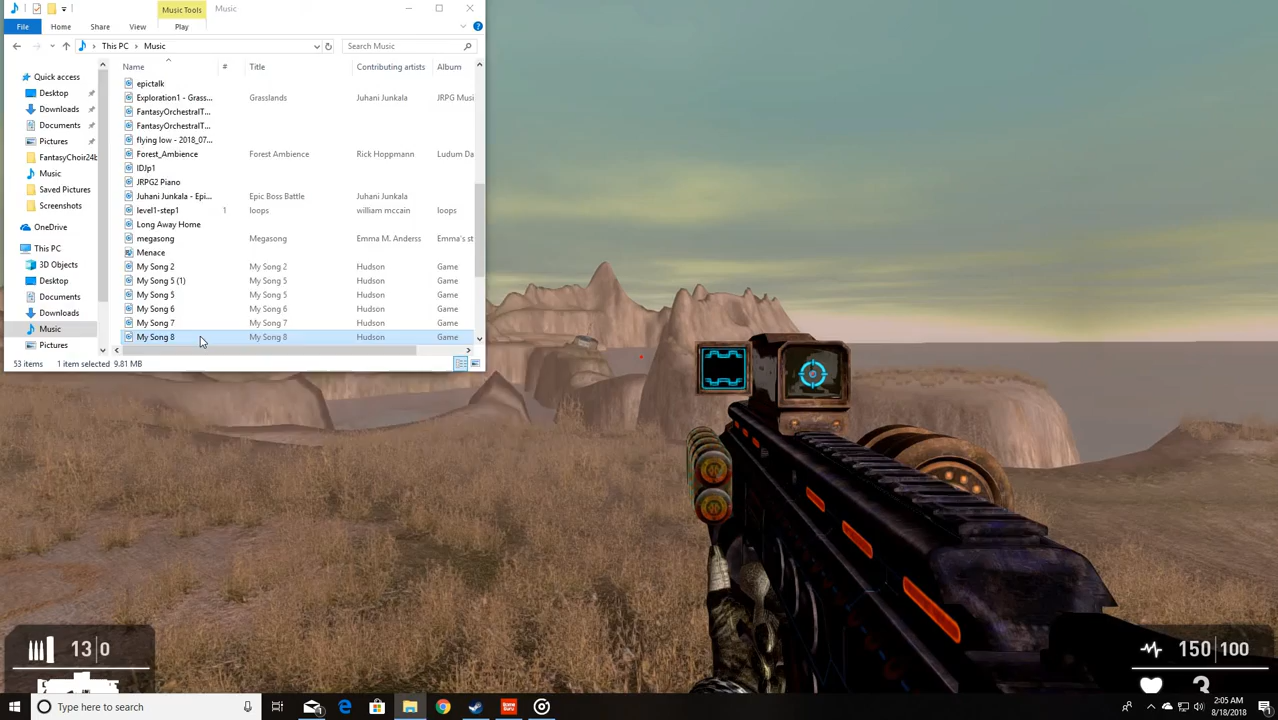 Music Tools Music
File Home Share View Play
This PC Music Search Music
Name # Title Contributing artists Album
Quick access
Desktop
Downloads
Documents
Pictures
FantasyChoir24b
Music
Saved Pictures
Screenshots
OneDrive
This PC
3D Objects
Desktop
Documents
Downloads
Music
Pictures
epictalk
Exploration1 - Grass... Grasslands Juhani Junkala JRPG Musi
FantasyOrchestralT...
FantasyOrchestralT...
flying low - 2018_07...
Forest_Ambience Forest Ambience Rick Hoppmann Ludum Da
IDJp1
JRPG2 Piano
Juhani Junkala - Epi... Epic Boss Battle Juhani Junkala
level1-step1 1 loops william mccain loops
Long Away Home
megasong Megasong Emma M. Anderss Emma's st
Menace
My Song 2 My Song 2 Hudson Game
My Song 5 (1) My Song 5 Hudson Game
My Song 5 My Song 5 Hudson Game
My Song 6 My Song 6 Hudson Game
My Song 7 My Song 7 Hudson Game
My Song 8 My Song 8 Hudson Game
53 items 1 item selected 9.81 MB
13|0
150|100
3
Type here to search
2:05 AM
8/18/2018